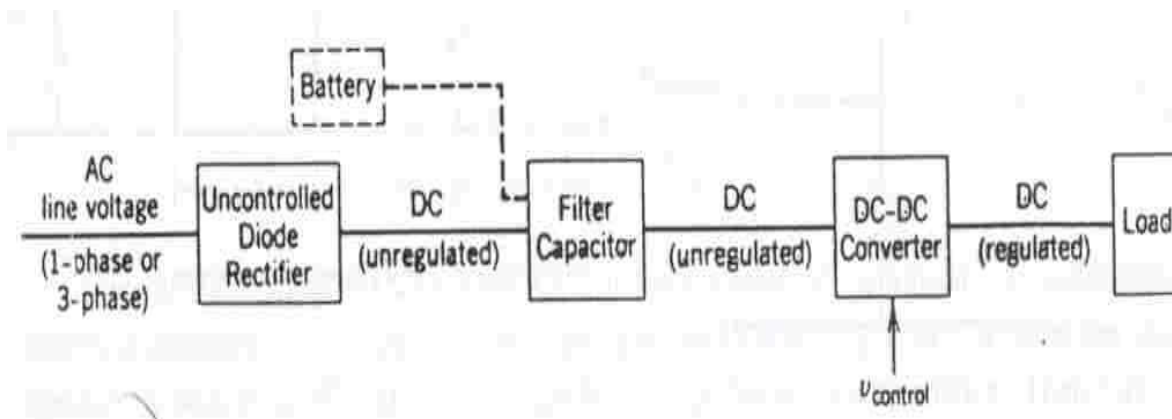 Battery
AC
line voltage
(1-phase or
3-phase)
Uncontrolled
Diode
Rectifier
DC
(unregulated)
Filter
Capacitor
DC
(unregulated)
DC-DC
Converter
DC
(regulated)
Load
υcontrol